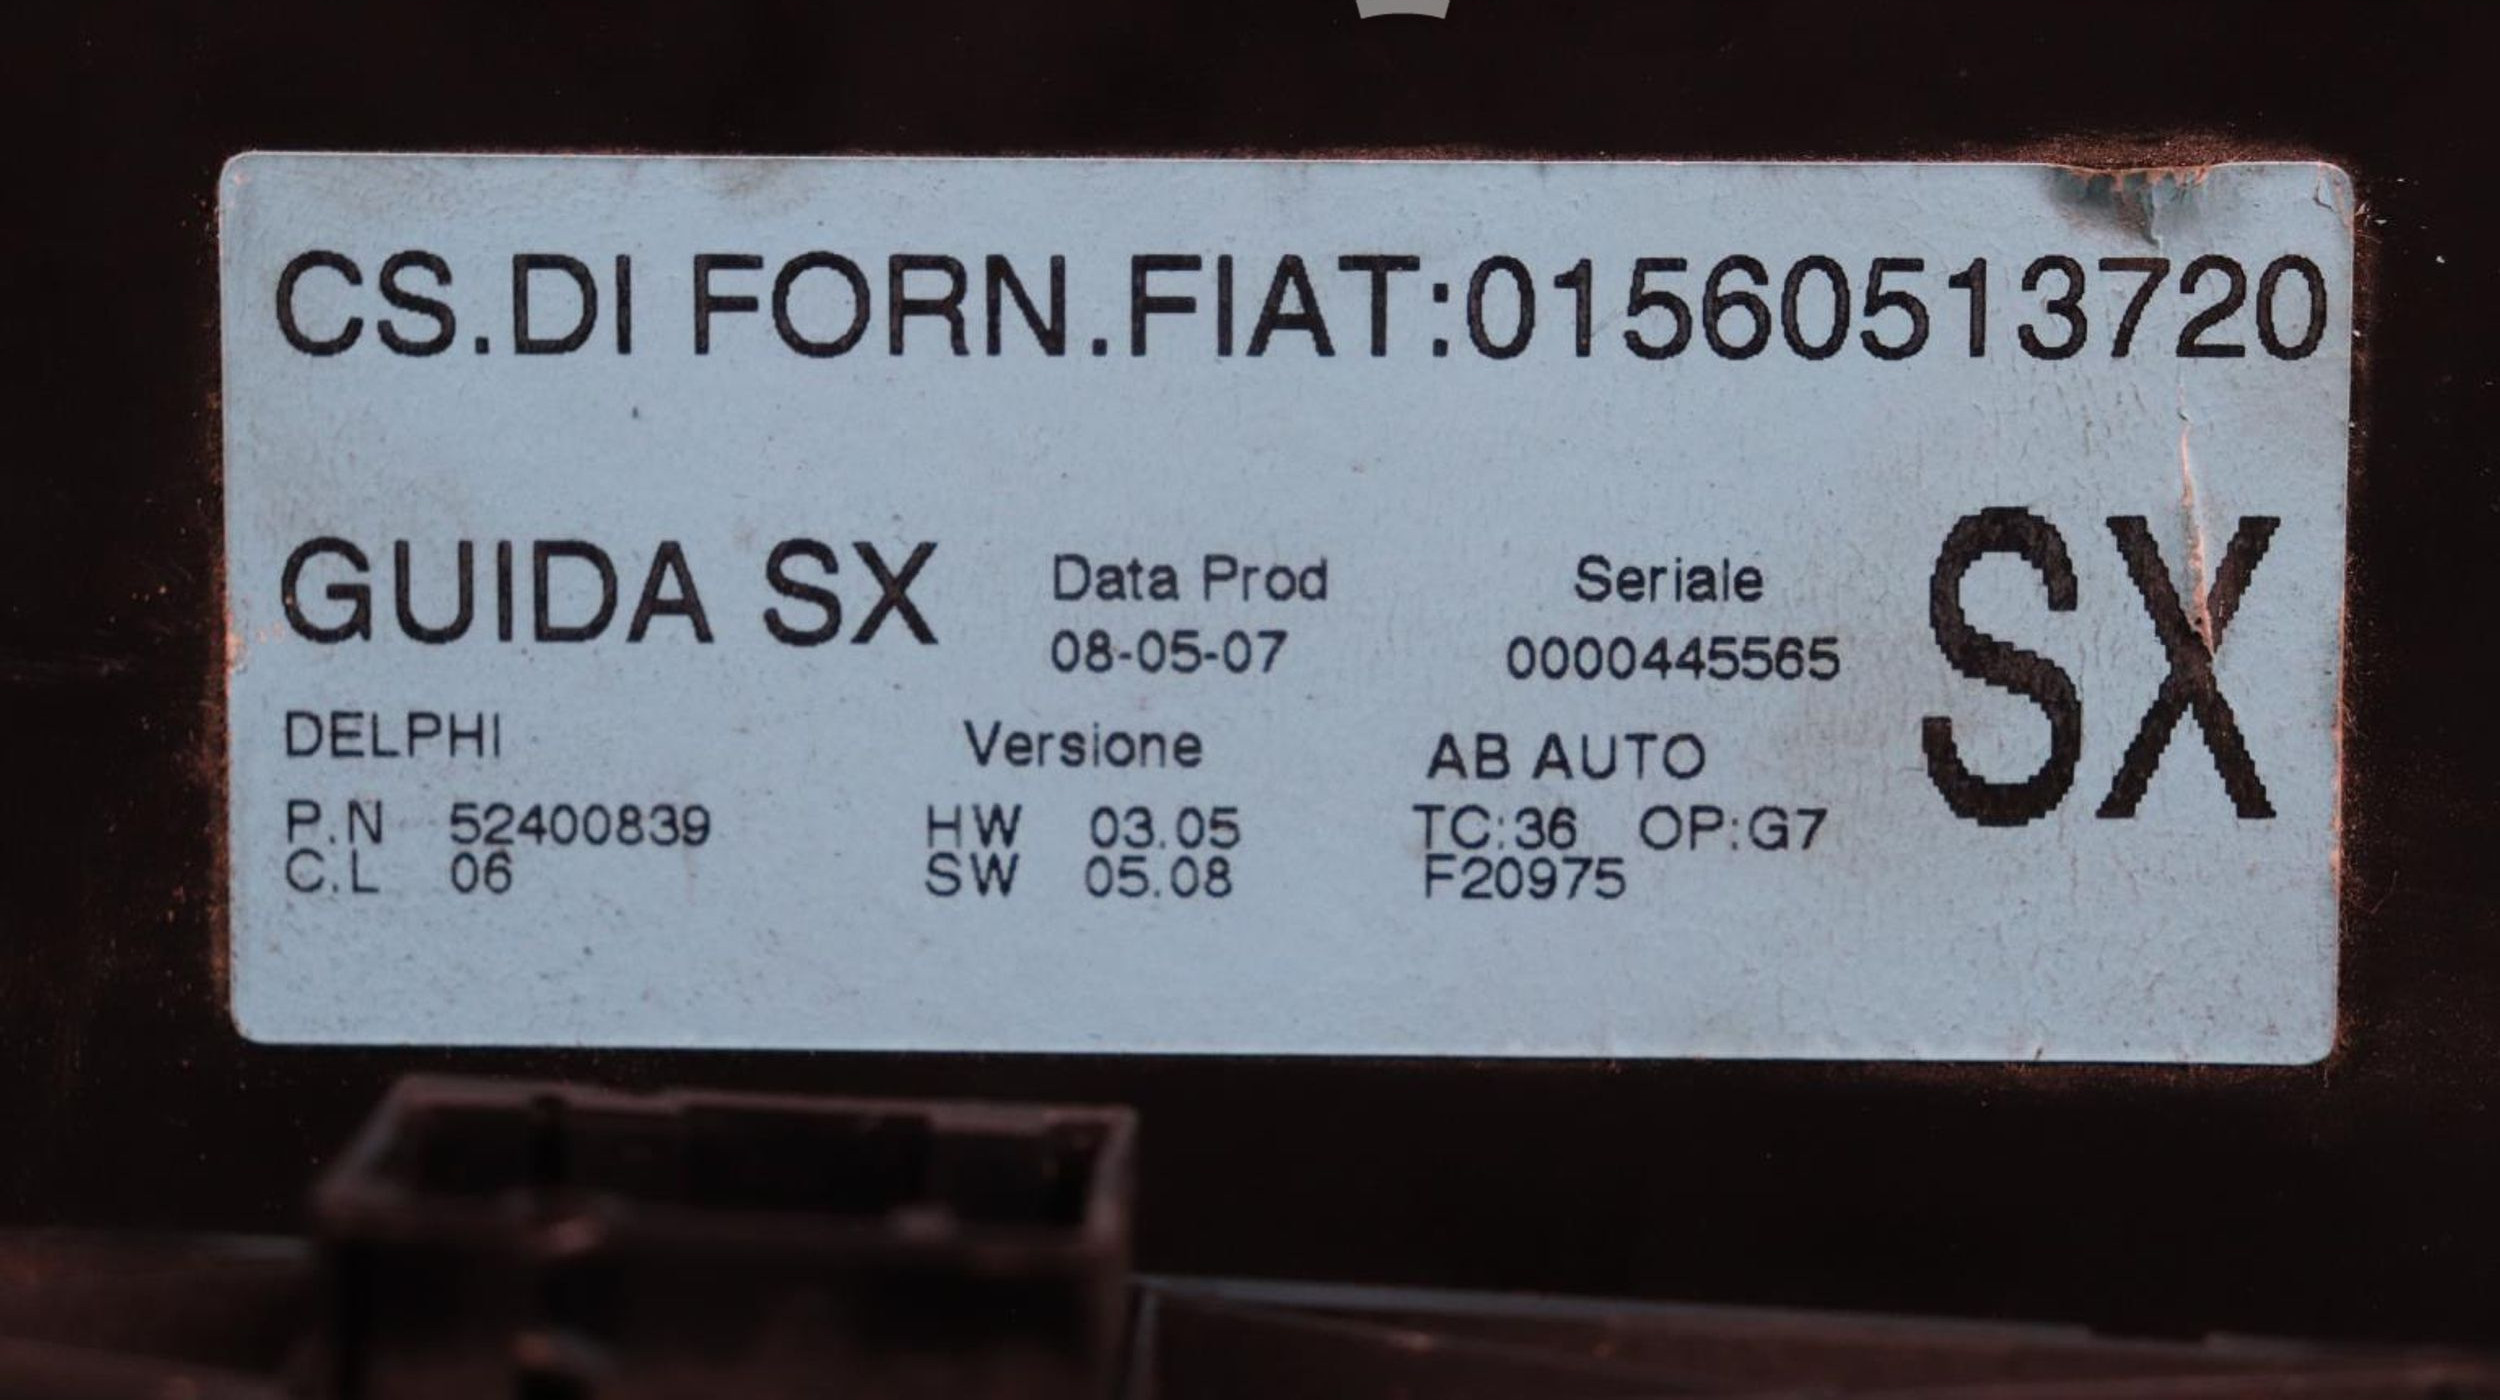 CS.DI FORN.FIAT:01560513720
GUIDA SX
Data Prod
08-05-07
Seriale
0000445565
SX
DELPHI
P.N 52400839
C.L 06
Versione
HW 03.05
SW 05.08
AB AUTO
TC:36 OP:G7
F20975